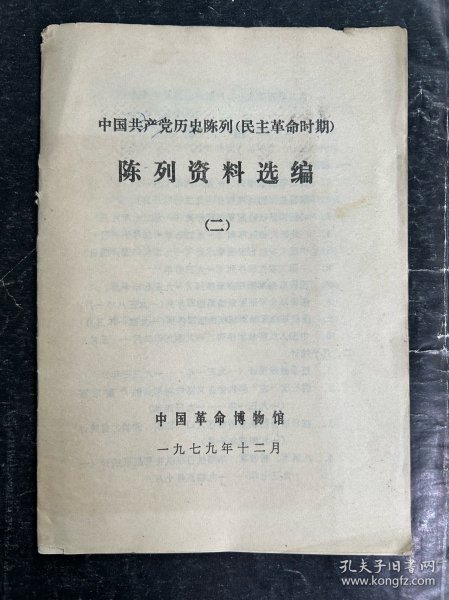 中国共产党历史陈列(民主革命时期)
陈列资料选编
(二)
中国革命博物馆
一九七九年十二月
孔夫子旧书网
www.kongfz.com